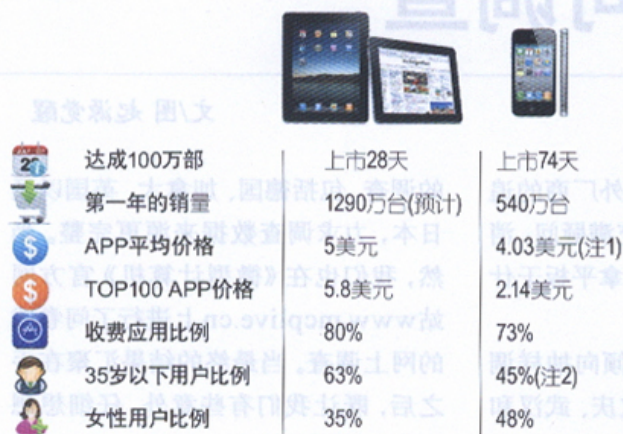 达成100万部 上市28天 上市74天
第一年的销量 1290万台(预计) 540万台
APP平均价格 5美元 4.03美元(注1)
TOP100 APP价格 5.8美元 2.14美元
收费应用比例 80% 73%
35岁以下用户比例 63% 45%(注2)
女性用户比例 35% 48%